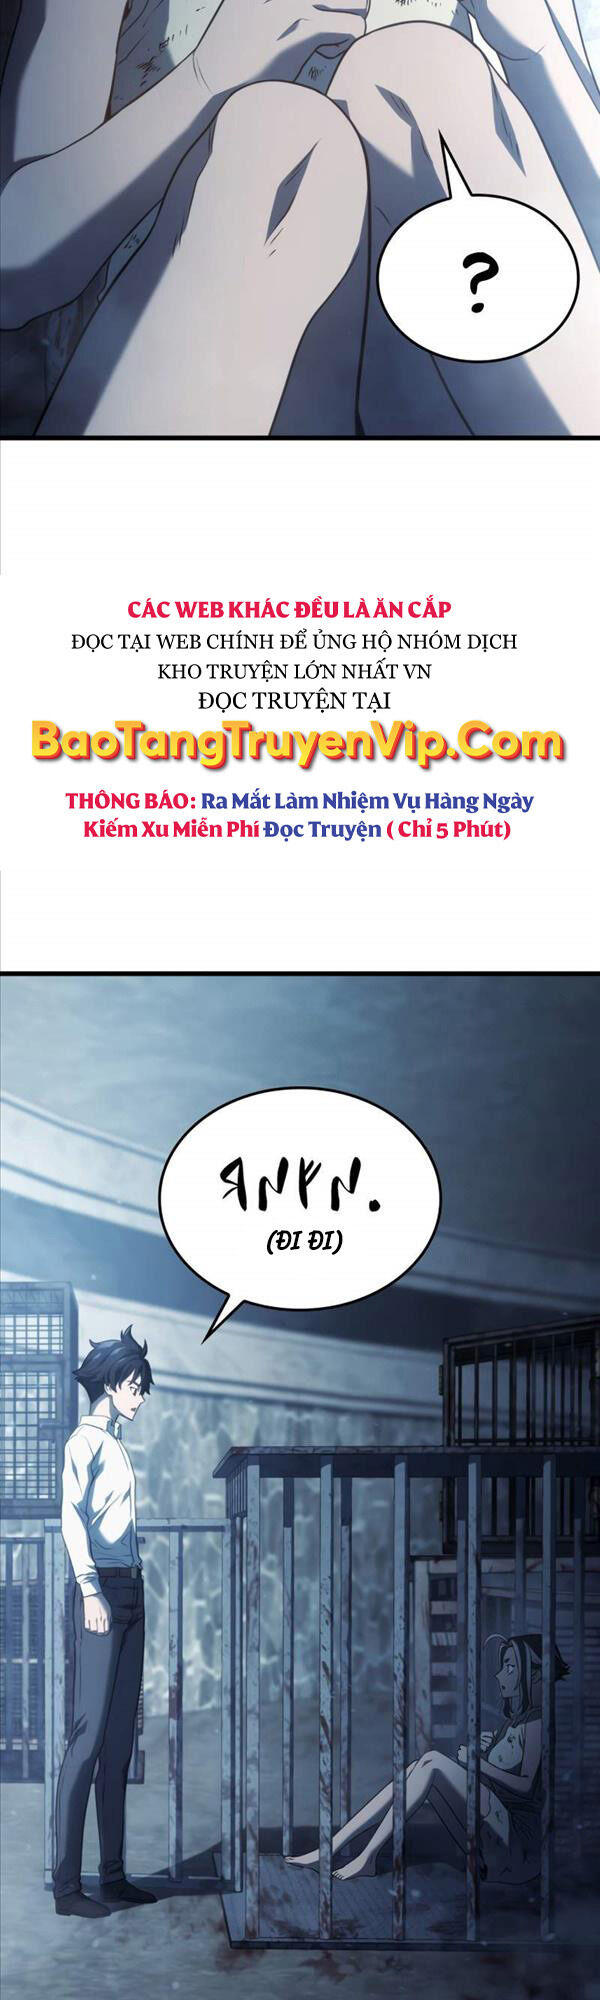 ?
CÁC WEB KHÁC ĐỀU LÀ ĂN CẮP
ĐỌC TẠI WEB CHÍNH ĐỂ ỦNG HỘ NHÓM DỊCH
KHO TRUYỆN LỚN NHẤT VN
ĐỌC TRUYỆN TẠI
BaoTangTruyenVip.Com
THÔNG BÁO: Ra Mắt Làm Nhiệm Vụ Hàng Ngày
Kiếm Xu Miễn Phí Đọc Truyện ( Chỉ 5 Phút)
(ĐI ĐI)